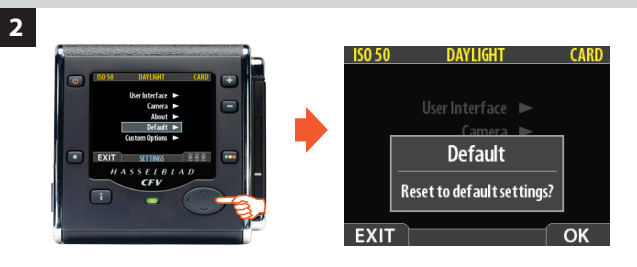 2
ISO 50 DAYLIGHT CARD
User Interface
Camera
About
Default
Custom Options
EXIT SETTINGS
HASSELBLAD
CFV
i
ISO 50 DAYLIGHT CARD
User Interface
Camera
Default
Reset to default settings?
EXIT OK